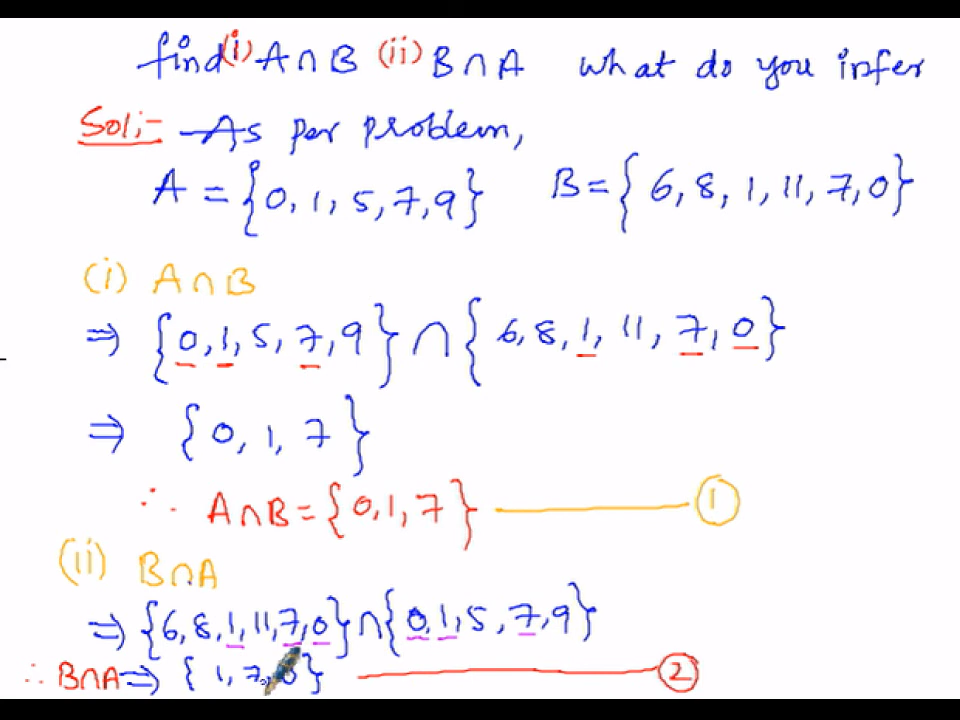 find (i) A∩B (ii) B∩A what do you infer
Sol:- As per problem,
A = {0, 1, 5, 7, 9} B = {6, 8, 1, 11, 7, 0}
(i) A∩B
⇒ {0, 1, 5, 7, 9} ∩ {6, 8, 1, 11, 7, 0}
⇒ {0, 1, 7}
∴ A∩B = {0, 1, 7} ——— ①
(ii) B∩A
⇒ {6, 8, 1, 11, 7, 0} ∩ {0, 1, 5, 7, 9}
∴ B∩A ⇒ {1, 7, 0} ——— ②